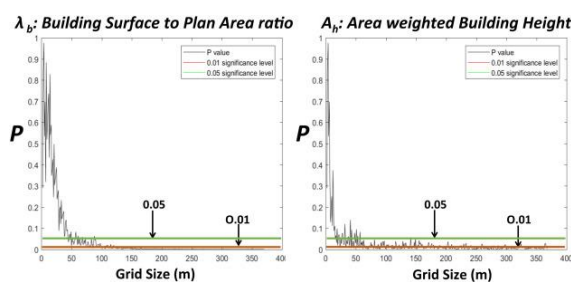 λb: Building Surface to Plan Area ratio
P value
0.01 significance level
0.05 significance level
1
0.9
0.8
0.7
0.6
0.5
0.4
0.3
0.2
0.1
0
P
0.05
0.01
0 50 100 150 200 250 300 350 400
Grid Size (m)
Ah: Area weighted Building Height
P value
0.01 significance level
0.05 significance level
1
0.9
0.8
0.7
0.6
0.5
0.4
0.3
0.2
0.1
0
P
0.05
0.01
0 50 100 150 200 250 300 350 400
Grid Size (m)